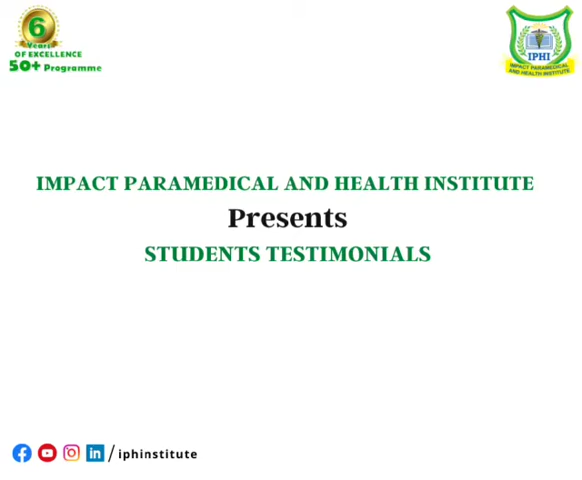 6
Years
OF EXCELLENCE
50+ Programme
IPHI
IMPACT PARAMEDICAL
AND HEALTH INSTITUTE
IMPACT PARAMEDICAL AND HEALTH INSTITUTE
Presents
STUDENTS TESTIMONIALS
/iphinstitute